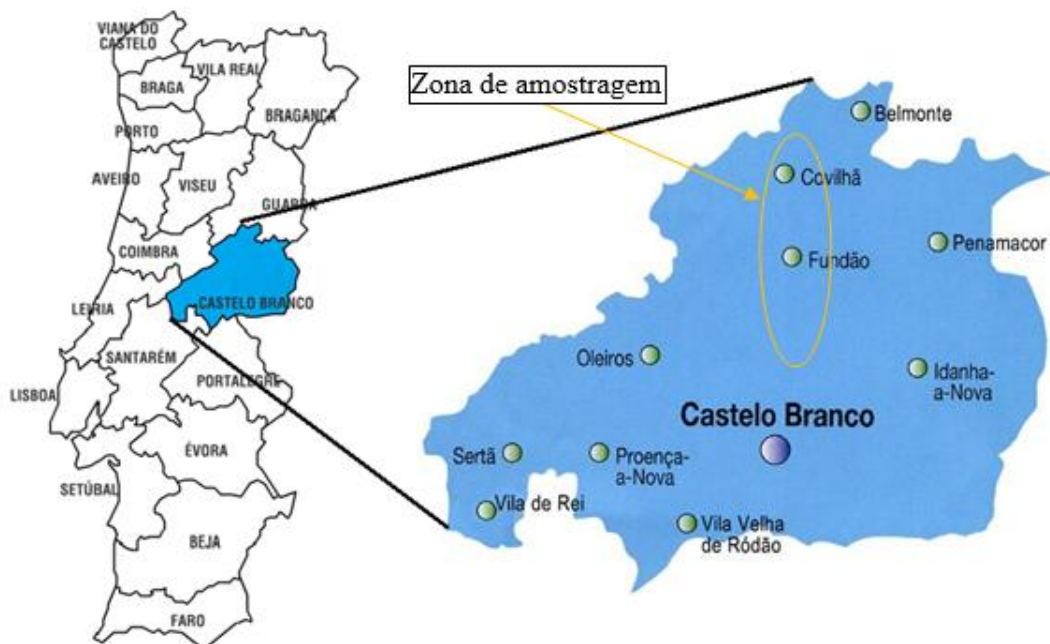 VIANA DO
CASTELO
BRAGA
VILA REAL
BRAGANÇA
PORTO
AVEIRO
VISEU
GUARDA
COIMBRA
CASTELO BRANCO
LEIRIA
SANTARÉM
PORTALEGRE
LISBOA
ÉVORA
SETÚBAL
BEJA
FARO
Zona de amostragem
Belmonte
Covilhã
Fundão
Penamacor
Oleiros
Idanha-
a-Nova
Castelo Branco
Sertã
Proença-
a-Nova
Vila de Rei
Vila Velha
de Ródão